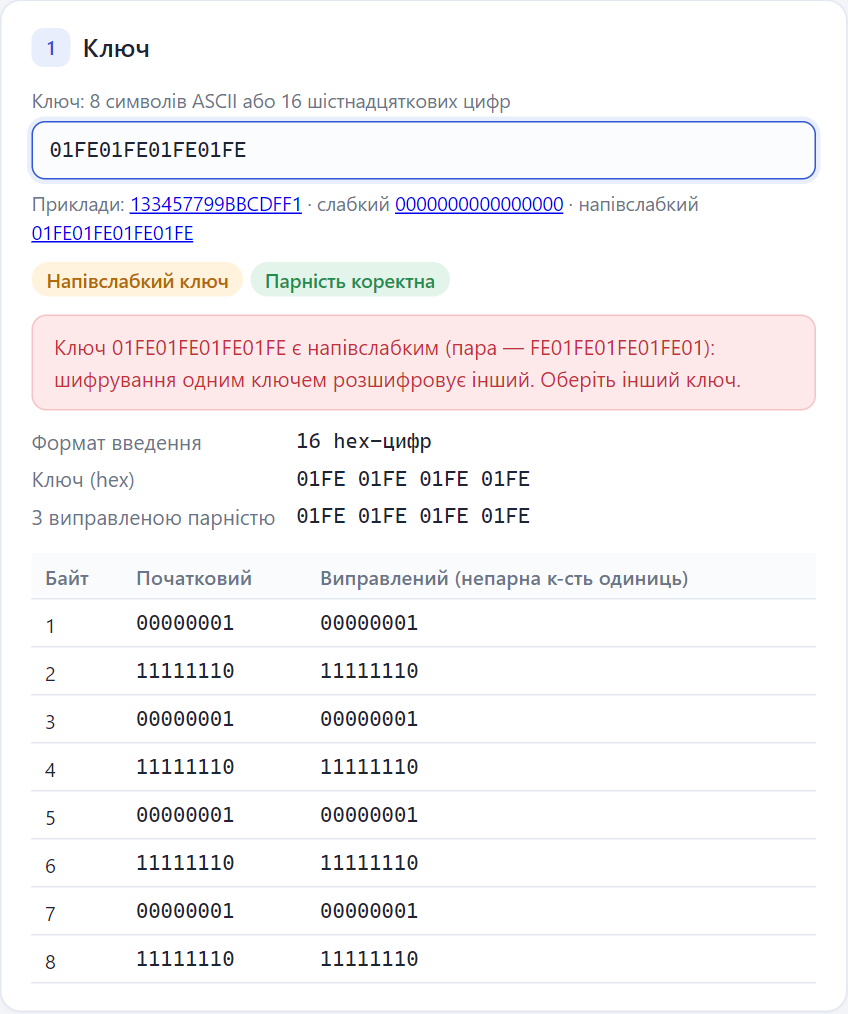 1 Ключ
Ключ: 8 символів ASCII або 16 шістнадцяткових цифр
01FE01FE01FE01FE
Приклади: 133457799BBCDFF1 · слабкий 0000000000000000 · напівслабкий
01FE01FE01FE01FE
Напівслабкий ключ Парність коректна
Ключ 01FE01FE01FE01FE є напівслабким (пара — FE01FE01FE01FE01):
шифрування одним ключем розшифровує інший. Оберіть інший ключ.
Формат введення 16 hex-цифр
Ключ (hex) 01FE 01FE 01FE 01FE
З виправленою парністю 01FE 01FE 01FE 01FE
Байт Початковий Виправлений (непарна к-сть одиниць)
1 00000001 00000001
2 11111110 11111110
3 00000001 00000001
4 11111110 11111110
5 00000001 00000001
6 11111110 11111110
7 00000001 00000001
8 11111110 11111110